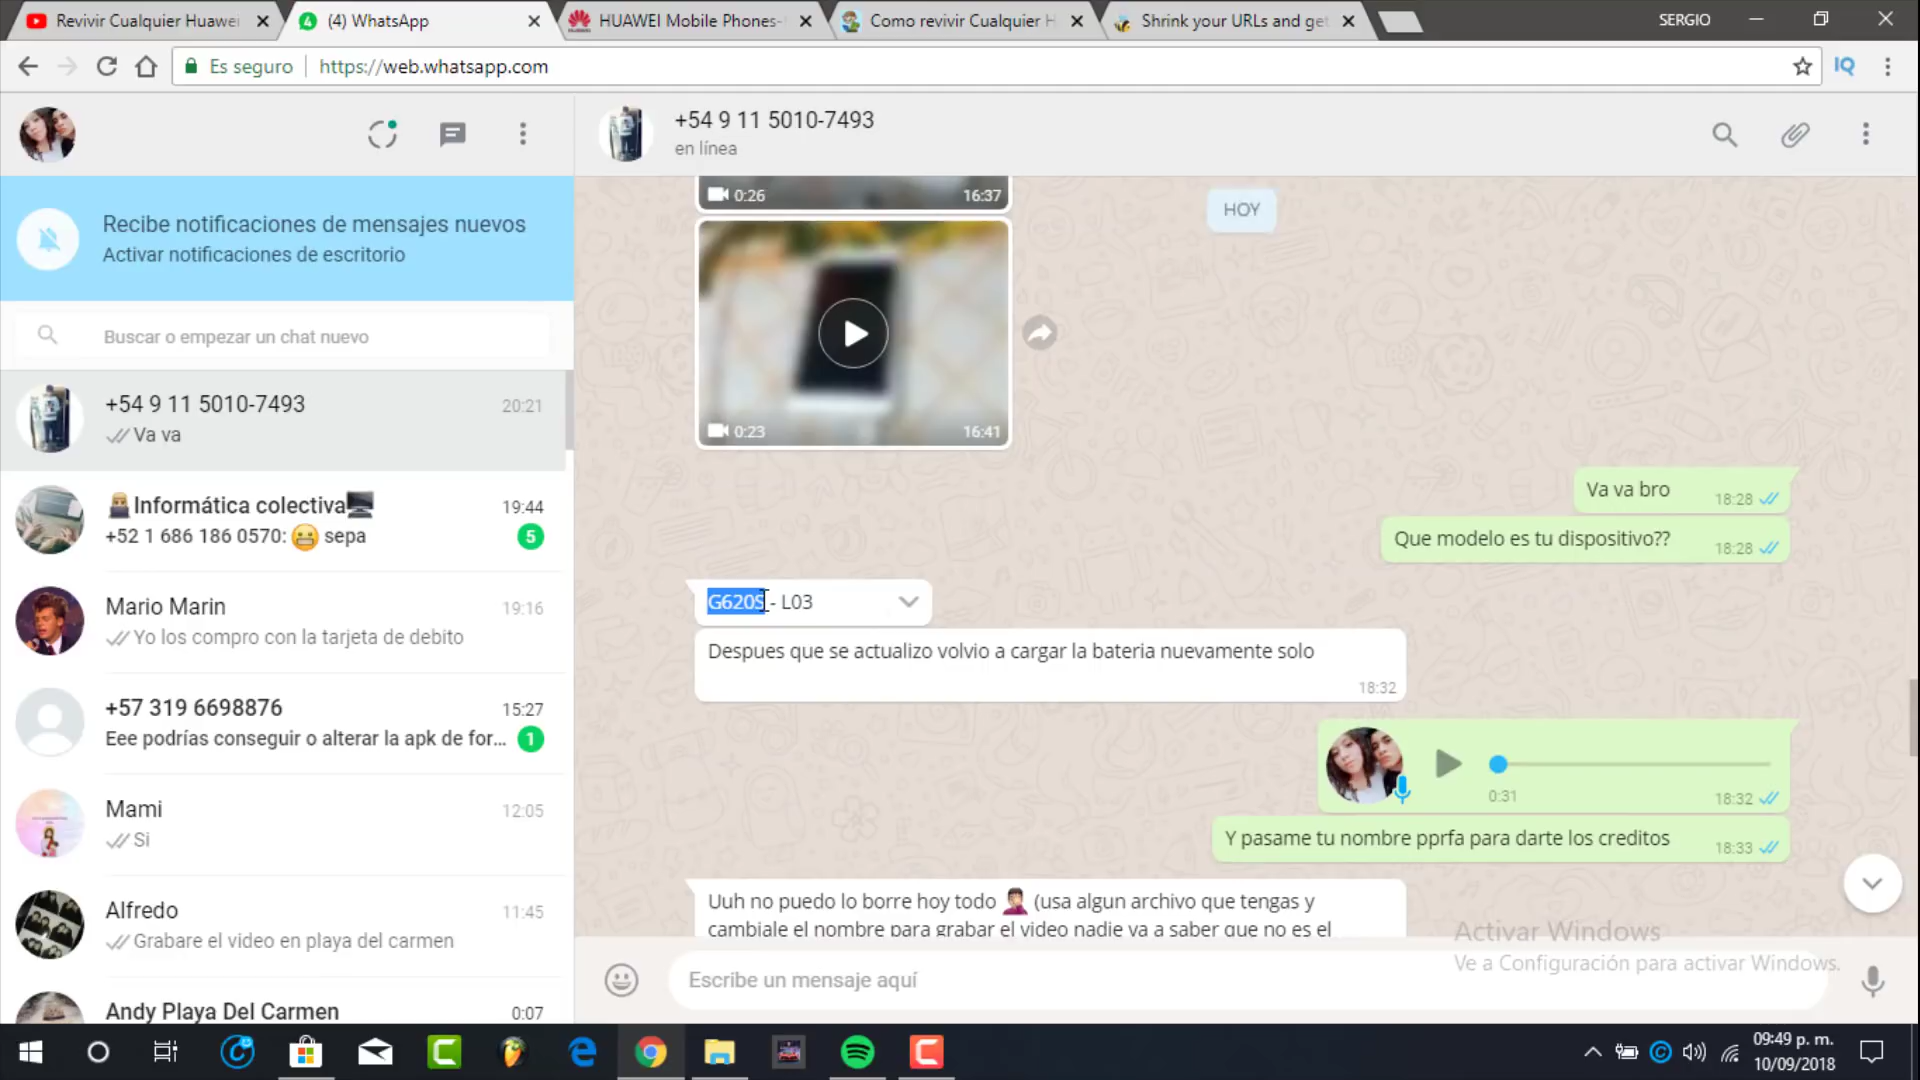 Revivir Cualquier Huawei
(4) WhatsApp
HUAWEI Mobile Phones-
Como revivir Cualquier H
Shrink your URLs and get
SERGIO
Es seguro
https://web.whatsapp.com
IQ
+54 9 11 5010-7493
en línea
Recibe notificaciones de mensajes nuevos
Activar notificaciones de escritorio
Buscar o empezar un chat nuevo
+54 9 11 5010-7493
20:21
Va va
Informática colectiva
19:44
+52 1 686 186 0570: sepa
5
Mario Marin
19:16
Yo los compro con la tarjeta de debito
+57 319 6698876
15:27
Eee podrías conseguir o alterar la apk de for...
1
Mami
12:05
Si
Alfredo
11:45
Grabare el video en playa del carmen
Andy Playa Del Carmen
0:07
0:26
16:37
HOY
0:23
16:41
Va va bro
18:28
Que modelo es tu dispositivo??
18:28
G620S - L03
Despues que se actualizo volvio a cargar la bateria nuevamente solo
18:32
0:31
18:32
Y pasame tu nombre pprfa para darte los creditos
18:33
Uuh no puedo lo borre hoy todo (usa algun archivo que tengas y
cambiale el nombre para grabar el video nadie va a saber que no es el
Activar Windows
Ve a Configuración para activar Windows.
Escribe un mensaje aquí
09:49 p. m.
10/09/2018